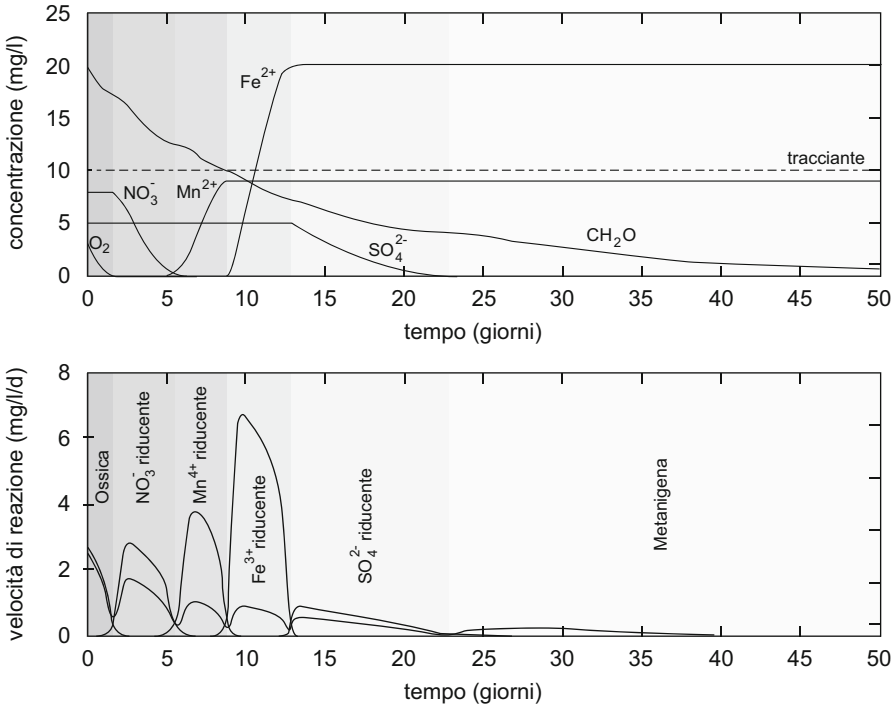 concentrazione (mg/l)
25
20
15
10
5
0
Fe²⁺
tracciante
NO₃⁻
Mn²⁺
O₂
SO₄²⁻
CH₂O
0 5 10 15 20 25 30 35 40 45 50
tempo (giorni)
velocità di reazione (mg/l/d)
8
6
4
2
0
Ossica
NO₃⁻ riducente
Mn⁴⁺ riducente
Fe³⁺riducente
SO₄²⁻ riducente
Metanigena
0 5 10 15 20 25 30 35 40 45 50
tempo (giorni)